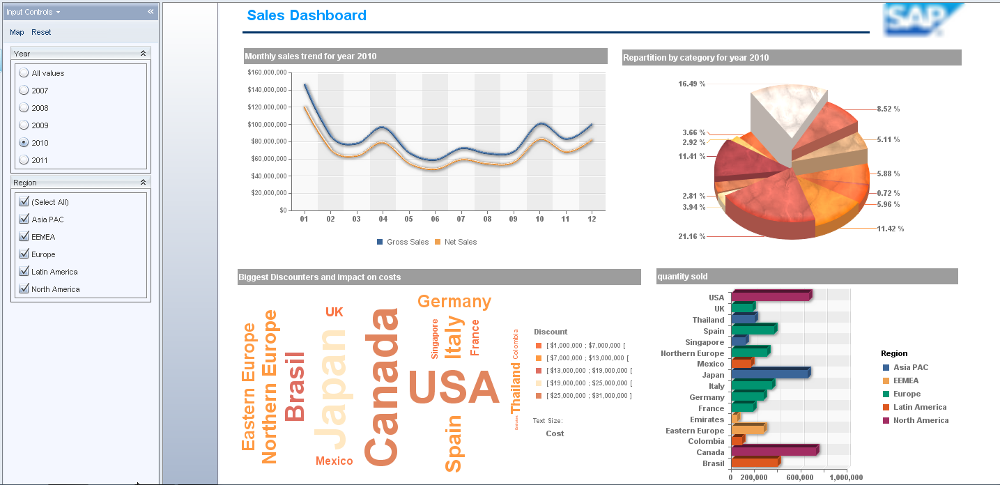 Input Controls
Map Reset
Year
All values
2007
2008
2009
2010
2011
Region
(Select All)
Asia PAC
EEMEA
Europe
Latin America
North America
Sales Dashboard
SAP
Monthly sales trend for year 2010
$160,000,000
$140,000,000
$120,000,000
$100,000,000
$80,000,000
$60,000,000
$40,000,000
$20,000,000
$0
01 02 03 04 05 06 07 08 09 10 11 12
Gross Sales Net Sales
Repartition by category for year 2010
16.49 %
8.52 %
3.66 %
2.92 %
5.11 %
11.41 %
5.88 %
0.72 %
2.81 %
5.96 %
3.94 %
11.42 %
21.16 %
Biggest Discounters and impact on costs
Eastern Europe
Northern Europe
Brasil
UK
Japan
Mexico
Canada
Germany
Singapore
Italy
France
USA
Spain
Colombia
Thailand
Emirates
Discount
[ $1,000,000 ; $7,000,000 [
[ $7,000,000 ; $13,000,000 [
[ $13,000,000 ; $19,000,000 [
[ $19,000,000 ; $25,000,000 [
[ $25,000,000 ; $31,000,000 ]
Text Size:
Cost
quantity sold
USA
UK
Thailand
Spain
Singapore
Northern Europe
Mexico
Japan
Italy
Germany
France
Emirates
Eastern Europe
Colombia
Canada
Brasil
0 200,000 600,000 1,000,000
Region
Asia PAC
EEMEA
Europe
Latin America
North America